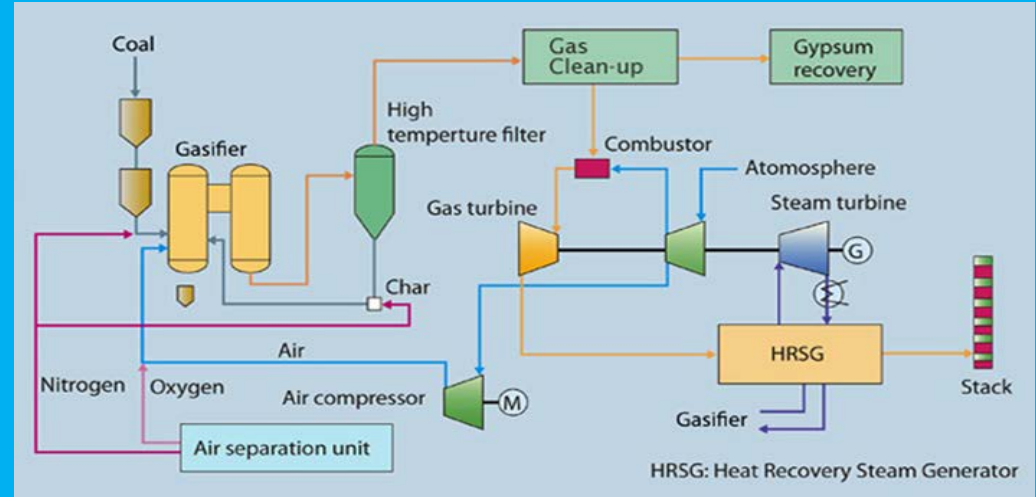 Coal
Gas
Clean-up
Gypsum
recovery
High
temperture filter
Gasifier
Combustor
Atomosphere
Gas turbine
Steam turbine
G
Char
Air
HRSG
Nitrogen
Oxygen
Air compressor
M
Stack
Gasifier
Air separation unit
HRSG: Heat Recovery Steam Generator